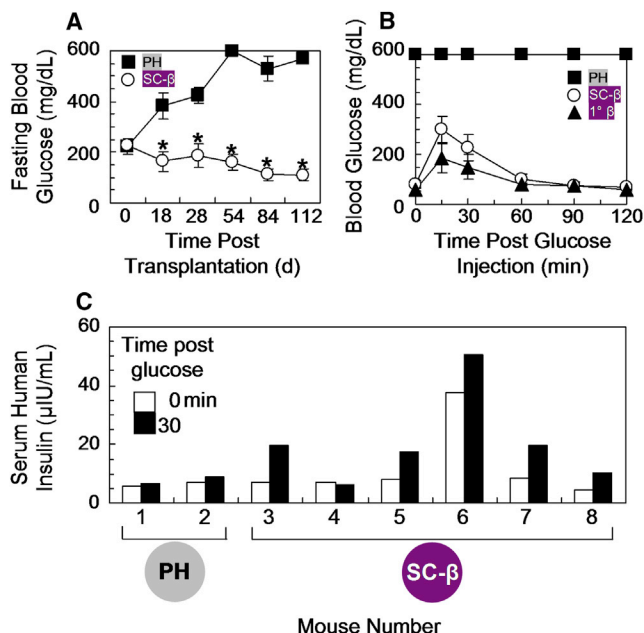 A
Fasting Blood
Glucose (mg/dL)
600
400
200
0
PH
SC-β
* * * * *
0 18 28 54 84 112
Time Post
Transplantation (d)
B
Blood Glucose (mg/dL)
600
400
200
0
PH
SC-β
1° β
0 30 60 90 120
Time Post Glucose
Injection (min)
C
Serum Human
Insulin (µIU/mL)
60
40
20
0
Time post
glucose
0 min
30
1 2 3 4 5 6 7 8
PH SC-β
Mouse Number